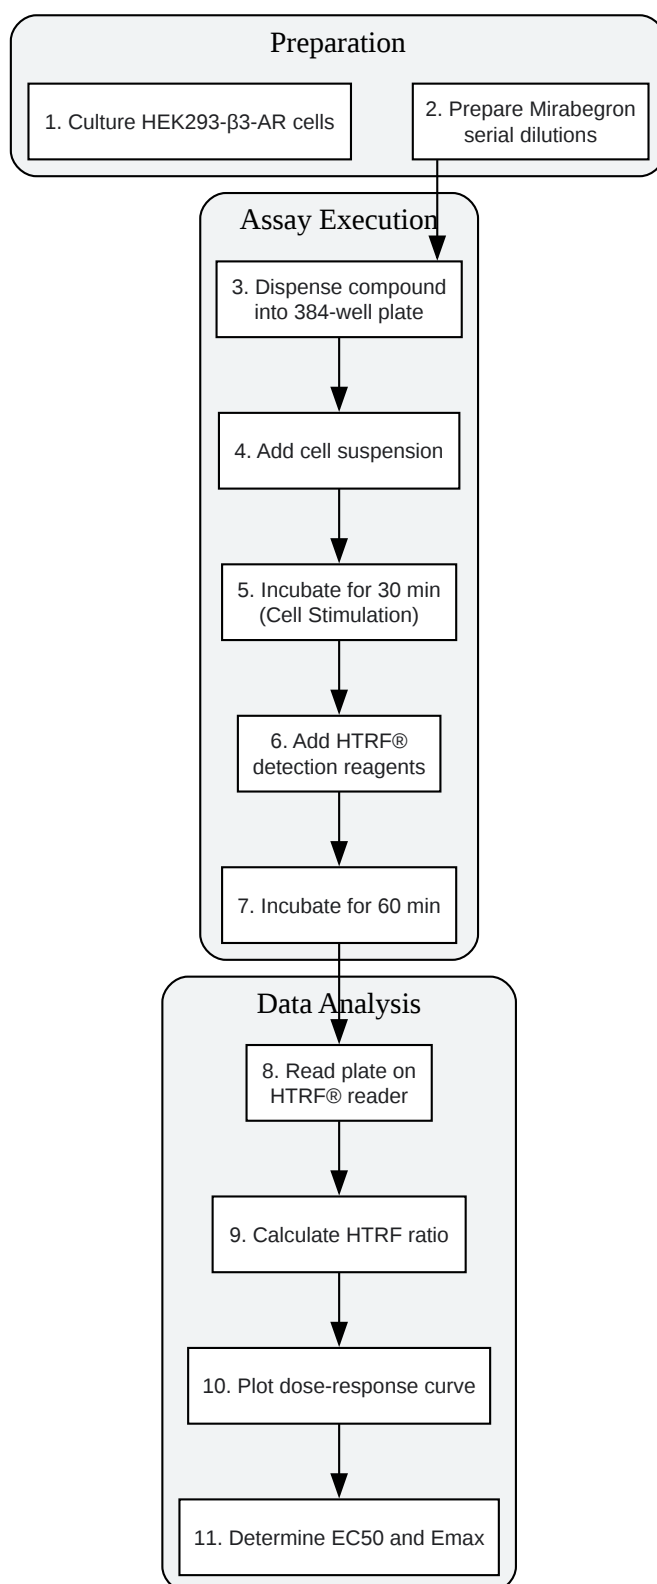 Preparation
1. Culture HEK293-β3-AR cells
2. Prepare Mirabegron
serial dilutions
Assay Execution
3. Dispense compound
into 384-well plate
4. Add cell suspension
5. Incubate for 30 min
(Cell Stimulation)
6. Add HTRF®
detection reagents
7. Incubate for 60 min
Data Analysis
8. Read plate on
HTRF® reader
9. Calculate HTRF ratio
10. Plot dose-response curve
11. Determine EC50 and Emax